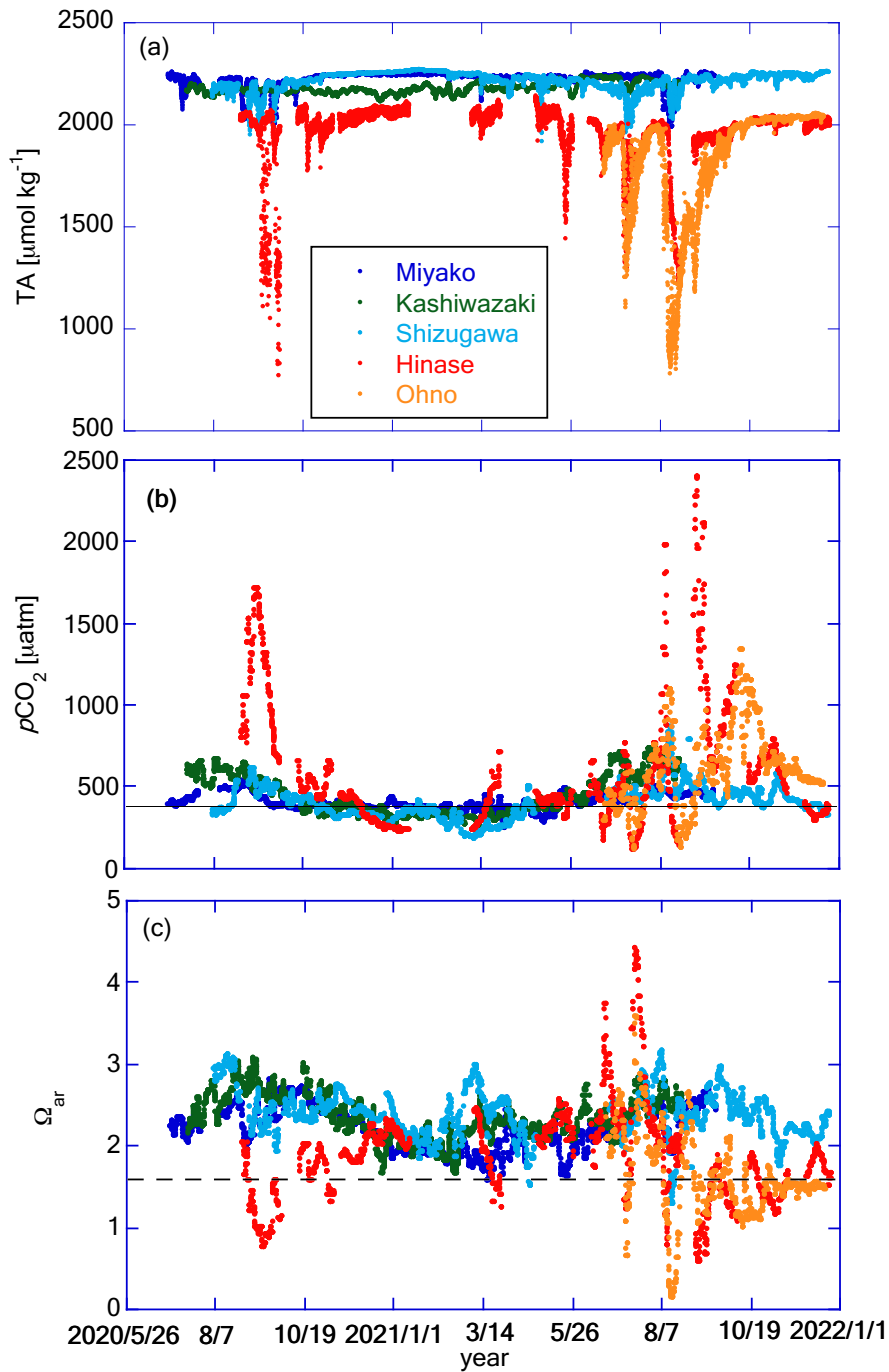 (a)
TA [µmol kg⁻¹]
2500
2000
1500
1000
500
Miyako
Kashiwazaki
Shizugawa
Hinase
Ohno
(b)
pCO₂ [µatm]
2500
2000
1500
1000
500
0
(c)
Ωar
5
4
3
2
1
0
2020/5/26 8/7 10/19 2021/1/1 3/14 5/26 8/7 10/19 2022/1/1
year